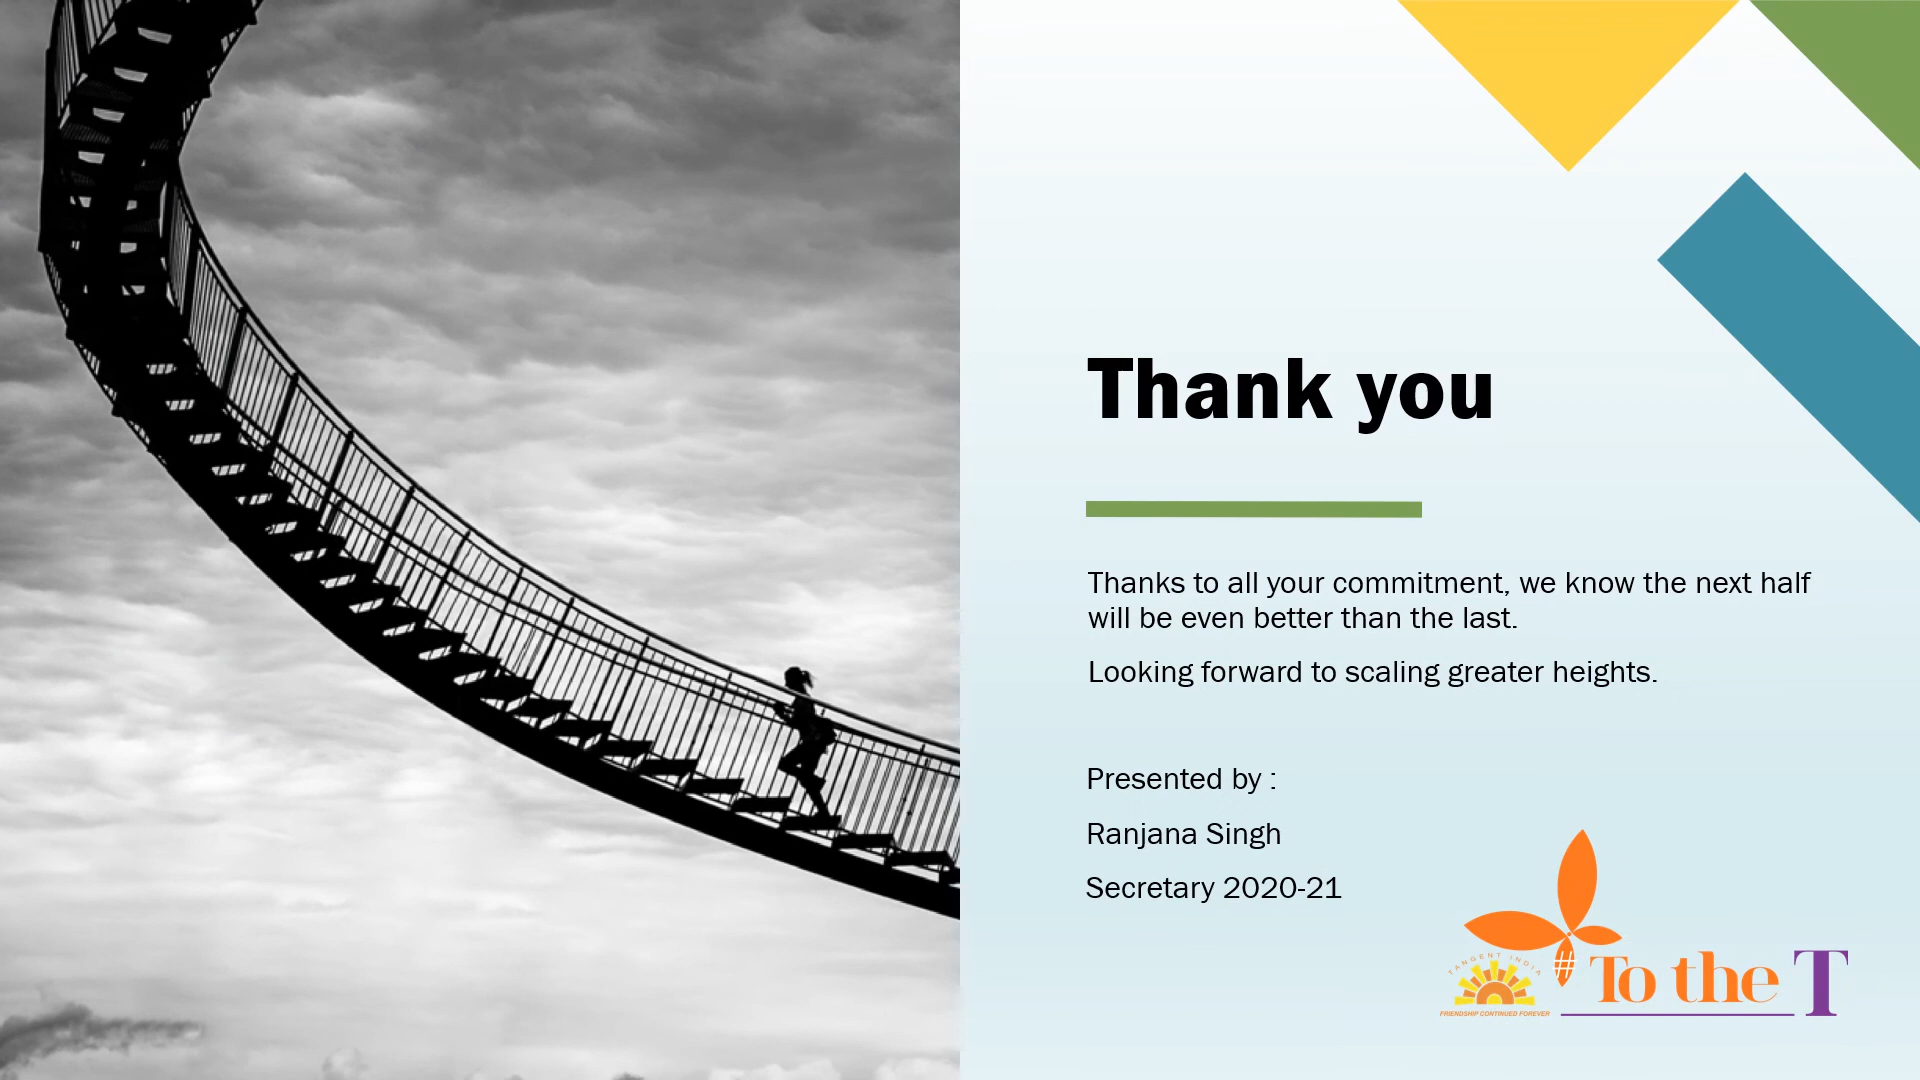 Thank you
Thanks to all your commitment, we know the next half
will be even better than the last.
Looking forward to scaling greater heights.
Presented by :
Ranjana Singh
Secretary 2020-21
TANGENT INDIA
FRIENDSHIP CONTINUED FOREVER
To the T